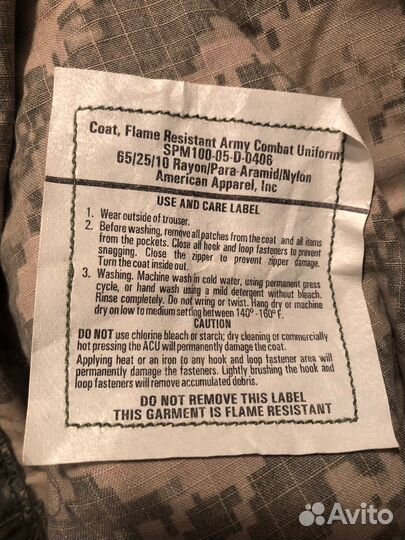 Coat, Flame Resistant Army Combat Uniform
SPM100-05-D-0406
65/25/10 Rayon/Para-Aramid/Nylon
American Apparel, Inc
USE AND CARE LABEL
1. Wear outside of trouser.
2. Before washing, remove all patches from the coat and all items
from the pockets. Close all hook and loop fasteners to prevent
snagging. Close the zipper to prevent zipper damage.
Turn the coat inside out.
3. Washing. Machine wash in cold water, using permanent press
cycle, or hand wash using a mild detergent without bleach.
Rinse completely. Do not wring or twist. Hang dry or machine
dry on low to medium setting between 140°-160° F.
CAUTION
DO NOT use chlorine bleach or starch; dry cleaning or commercially
hot pressing the ACU will permanently damage the coat.
Applying heat or an iron to any hook and loop fastener area will
permanently damage the fasteners. Lightly brushing the hook and
loop fasteners will remove accumulated debris.
DO NOT REMOVE THIS LABEL
THIS GARMENT IS FLAME RESISTANT
Avito